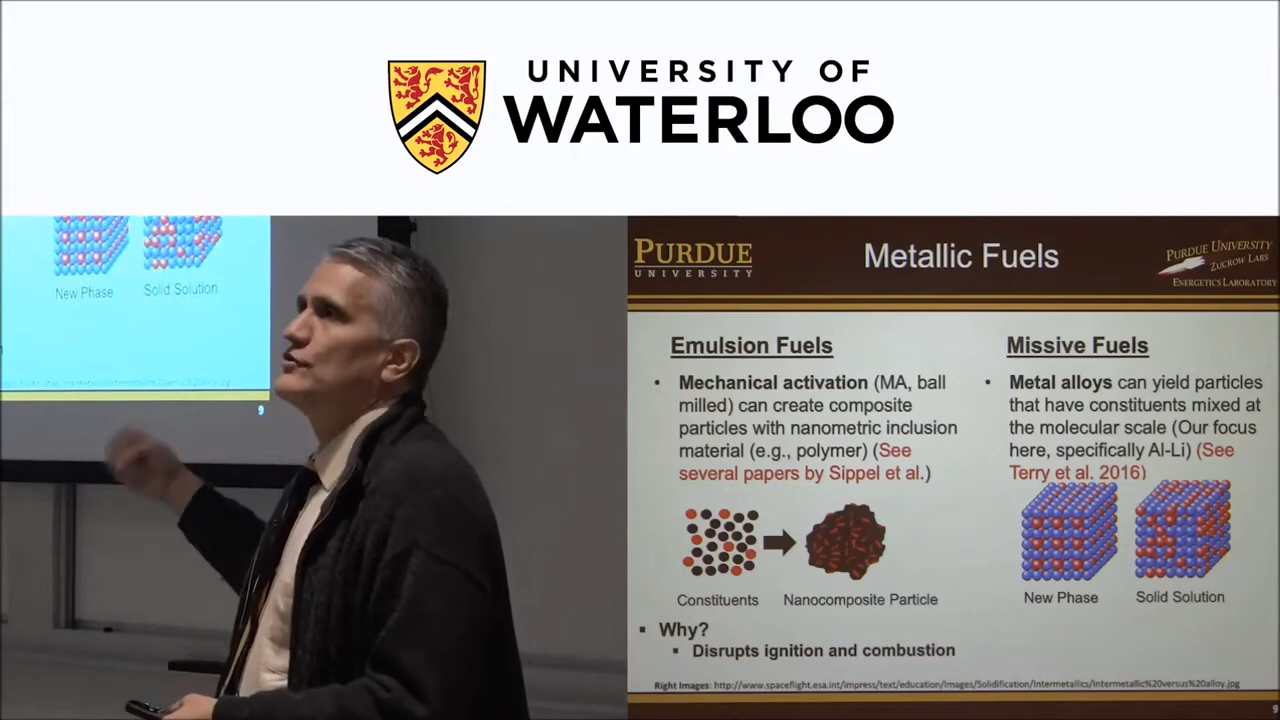 UNIVERSITY OF
WATERLOO
New Phase
Solid Solution
9
PURDUE
UNIVERSITY
Metallic Fuels
PURDUE UNIVERSITY
ZUCROW LABS
ENERGETICS LABORATORY
Emulsion Fuels
• Mechanical activation (MA, ball
milled) can create composite
particles with nanometric inclusion
material (e.g., polymer) (See
several papers by Sippel et al.)
Constituents
Nanocomposite Particle
Missive Fuels
• Metal alloys can yield particles
that have constituents mixed at
the molecular scale (Our focus
here, specifically Al-Li) (See
Terry et al. 2016)
New Phase
Solid Solution
▪ Why?
▪ Disrupts ignition and combustion
Right Images: http://www.spaceflight.esa.int/impress/text/education/Images/Solidification/Intermetallics/Intermetallic%20versus%20alloy.jpg
9